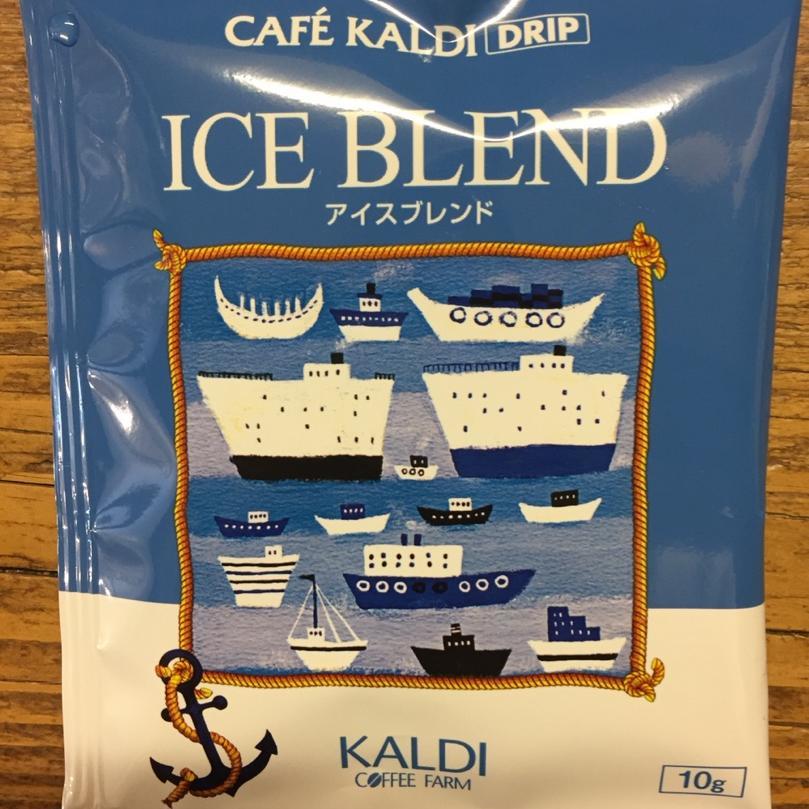 CAFÉ KALDI DRIP
ICE BLEND
アイスブレンド
KALDI
COFFEE FARM
10g